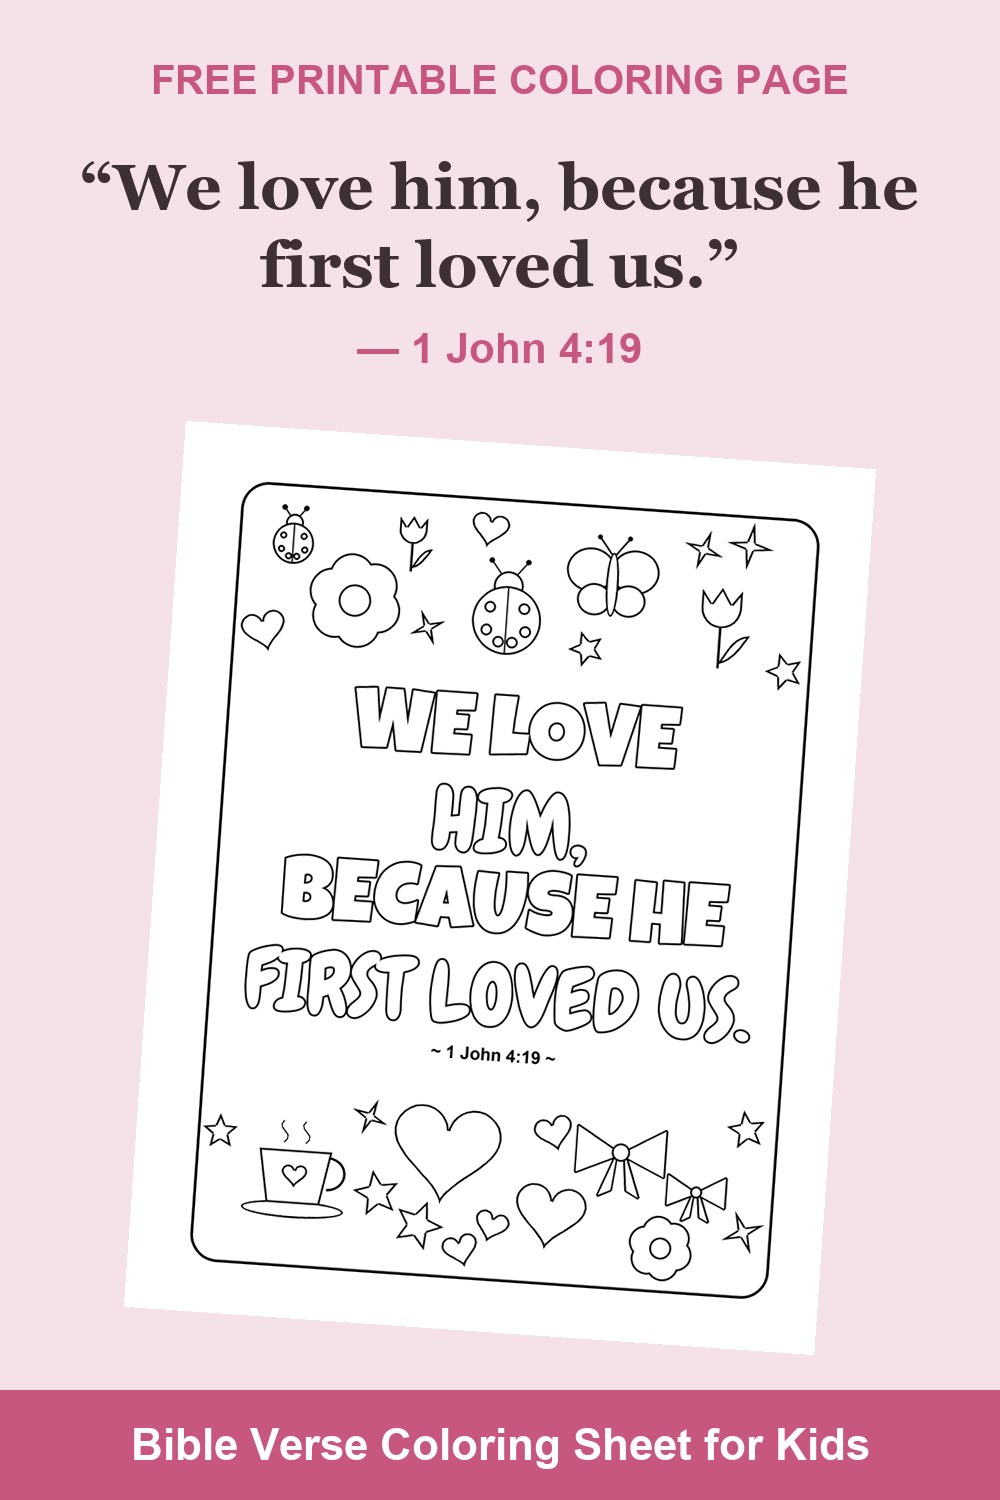 FREE PRINTABLE COLORING PAGE
“We love him, because he
first loved us.”
— 1 John 4:19
WE LOVE
HIM,
BECAUSE HE
FIRST LOVED US.
~ 1 John 4:19 ~
Bible Verse Coloring Sheet for Kids